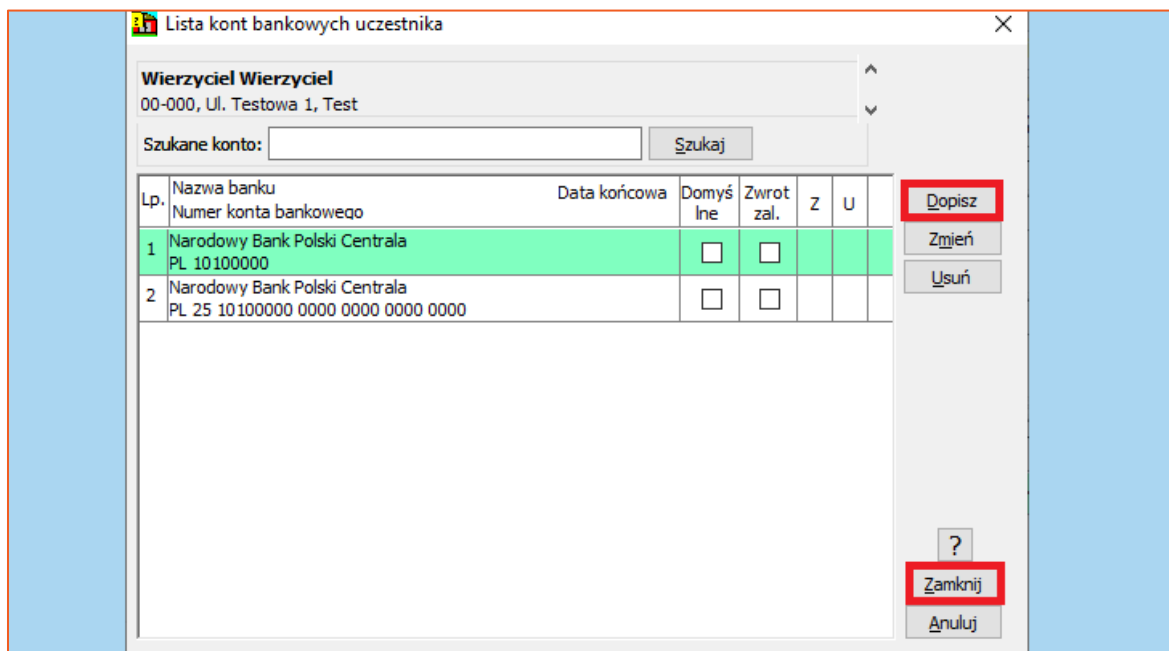 Lista kont bankowych uczestnika
Wierzyciel Wierzyciel
00-000, Ul. Testowa 1, Test
Szukane konto:
Szukaj
Lp.
Nazwa banku
Numer konta bankowego
Data końcowa
Domyś
lne
Zwrot
zal.
Z
U
1
Narodowy Bank Polski Centrala
PL 10100000
2
Narodowy Bank Polski Centrala
PL 25 10100000 0000 0000 0000 0000
Dopisz
Zmień
Usuń
?
Zamknij
Anuluj